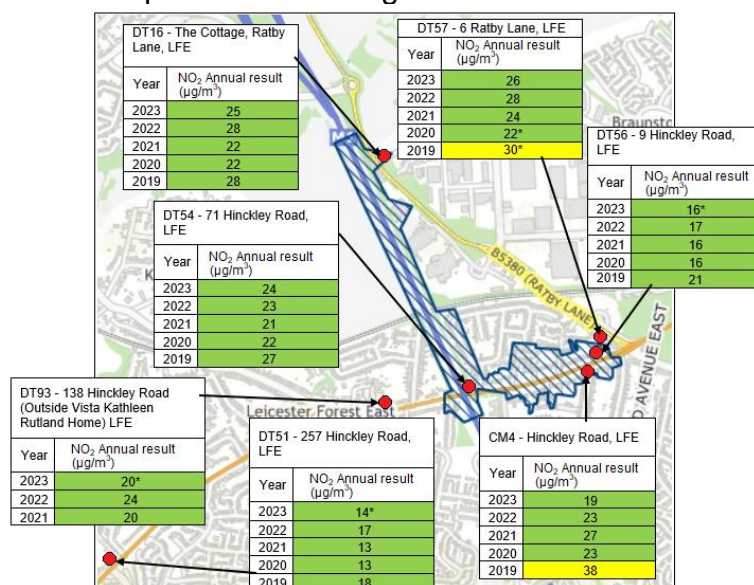 DT16 - The Cottage, Ratby
Lane, LFE
Year NO₂ Annual result
(µg/m³)
2023 25
2022 28
2021 22
2020 22
2019 28
DT57 - 6 Ratby Lane, LFE
Year NO₂ Annual result
(µg/m³)
2023 26
2022 28
2021 24
2020 22*
2019 30*
DT56 - 9 Hinckley Road,
LFE
Year NO₂ Annual result
(µg/m³)
2023 16*
2022 17
2021 16
2020 16
2019 21
DT54 - 71 Hinckley Road,
LFE
Year NO₂ Annual result
(µg/m³)
2023 24
2022 23
2021 21
2020 22
2019 27
B5380 (RATBY LANE)
AVENUE EAST
Leicester Forest East
DT93 - 138 Hinckley Road
(Outside Vista Kathleen
Rutland Home) LFE
Year NO₂ Annual result
(µg/m³)
2023 20*
2022 24
2021 20
DT51 - 257 Hinckley Road,
LFE
Year NO₂ Annual result
(µg/m³)
2023 14*
2022 17
2021 13
2020 13
2019 18
CM4 - Hinckley Road, LFE
Year NO₂ Annual result
(µg/m³)
2023 19
2022 23
2021 27
2020 23
2019 38